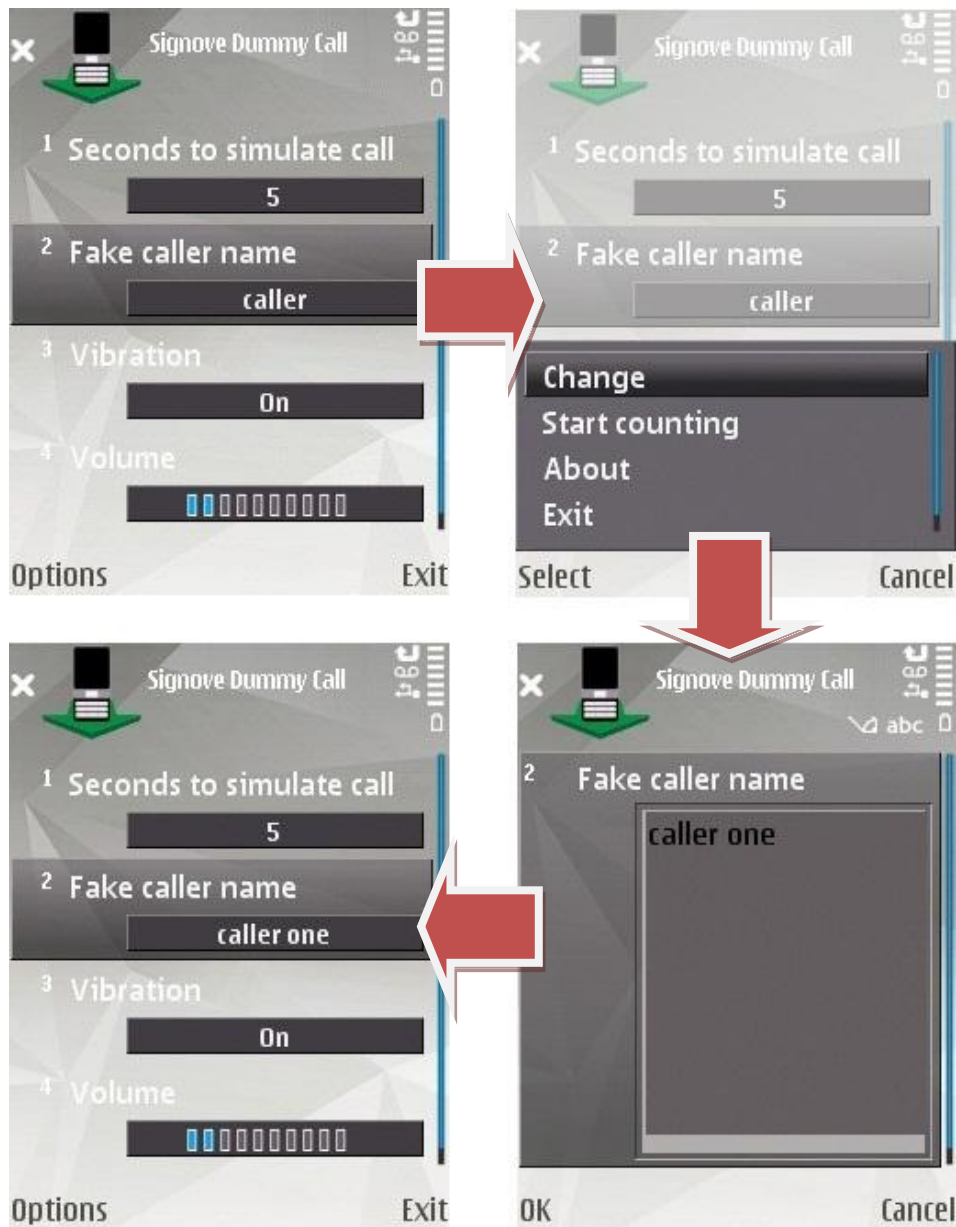 Signove Dummy Call
1 Seconds to simulate call
5
2 Fake caller name
caller
3 Vibration
On
4 Volume
Options Exit
Signove Dummy Call
1 Seconds to simulate call
5
2 Fake caller name
caller
Change
Start counting
About
Exit
Select Cancel
Signove Dummy Call
1 Seconds to simulate call
5
2 Fake caller name
caller one
3 Vibration
On
4 Volume
Options Exit
Signove Dummy Call
abc
2 Fake caller name
caller one
OK Cancel